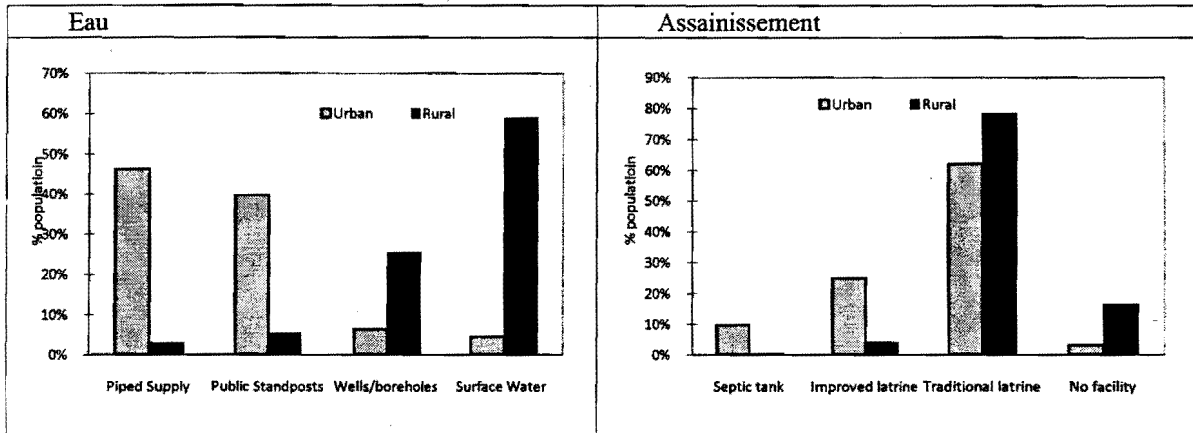 Eau
Assainissement
70%
60%
50%
40%
30%
20%
10%
0%
% populatioin
Urban
Rural
Piped Supply
Public Standposts
Wells/boreholes
Surface Water
90%
80%
70%
60%
50%
40%
30%
20%
10%
0%
% populatioin
Urban
Rural
Septic tank
Improved latrine
Traditional latrine
No facility